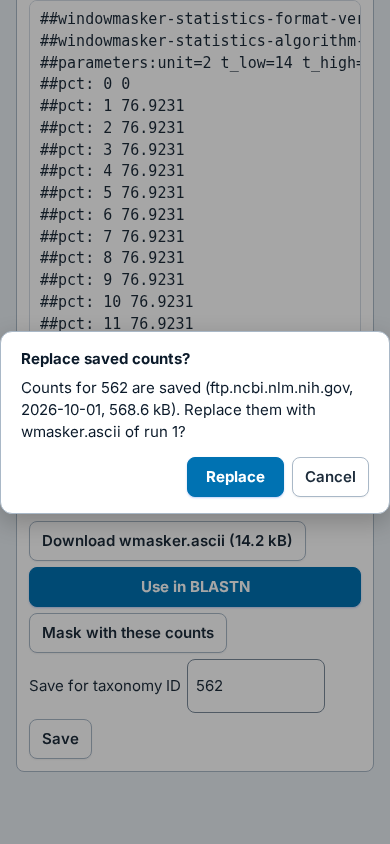 ##windowmasker-statistics-format-ver
##windowmasker-statistics-algorithm-
##parameters:unit=2 t_low=14 t_high=
##pct: 0 0
##pct: 1 76.9231
##pct: 2 76.9231
##pct: 3 76.9231
##pct: 4 76.9231
##pct: 5 76.9231
##pct: 6 76.9231
##pct: 7 76.9231
##pct: 8 76.9231
##pct: 9 76.9231
##pct: 10 76.9231
##pct: 11 76.9231
Replace saved counts?
Counts for 562 are saved (ftp.ncbi.nlm.nih.gov,
2026-10-01, 568.6 kB). Replace them with
wmasker.ascii of run 1?
Replace Cancel
Download wmasker.ascii (14.2 kB)
Use in BLASTN
Mask with these counts
Save for taxonomy ID 562
Save